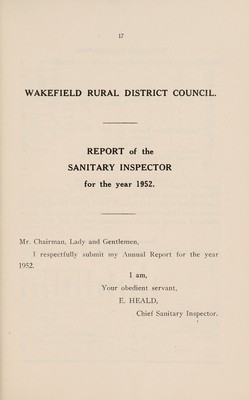 17
WAKEFIELD RURAL DISTRICT COUNCIL.
REPORT of the
SANITARY INSPECTOR
for the year 1952.
Mr. Chairman, Lady and Gentlemen,
I respectfully submit my Annual Report for the year
1952.
I am,
Your obedient servant,
E. HEALD,
Chief Sanitary Inspector.